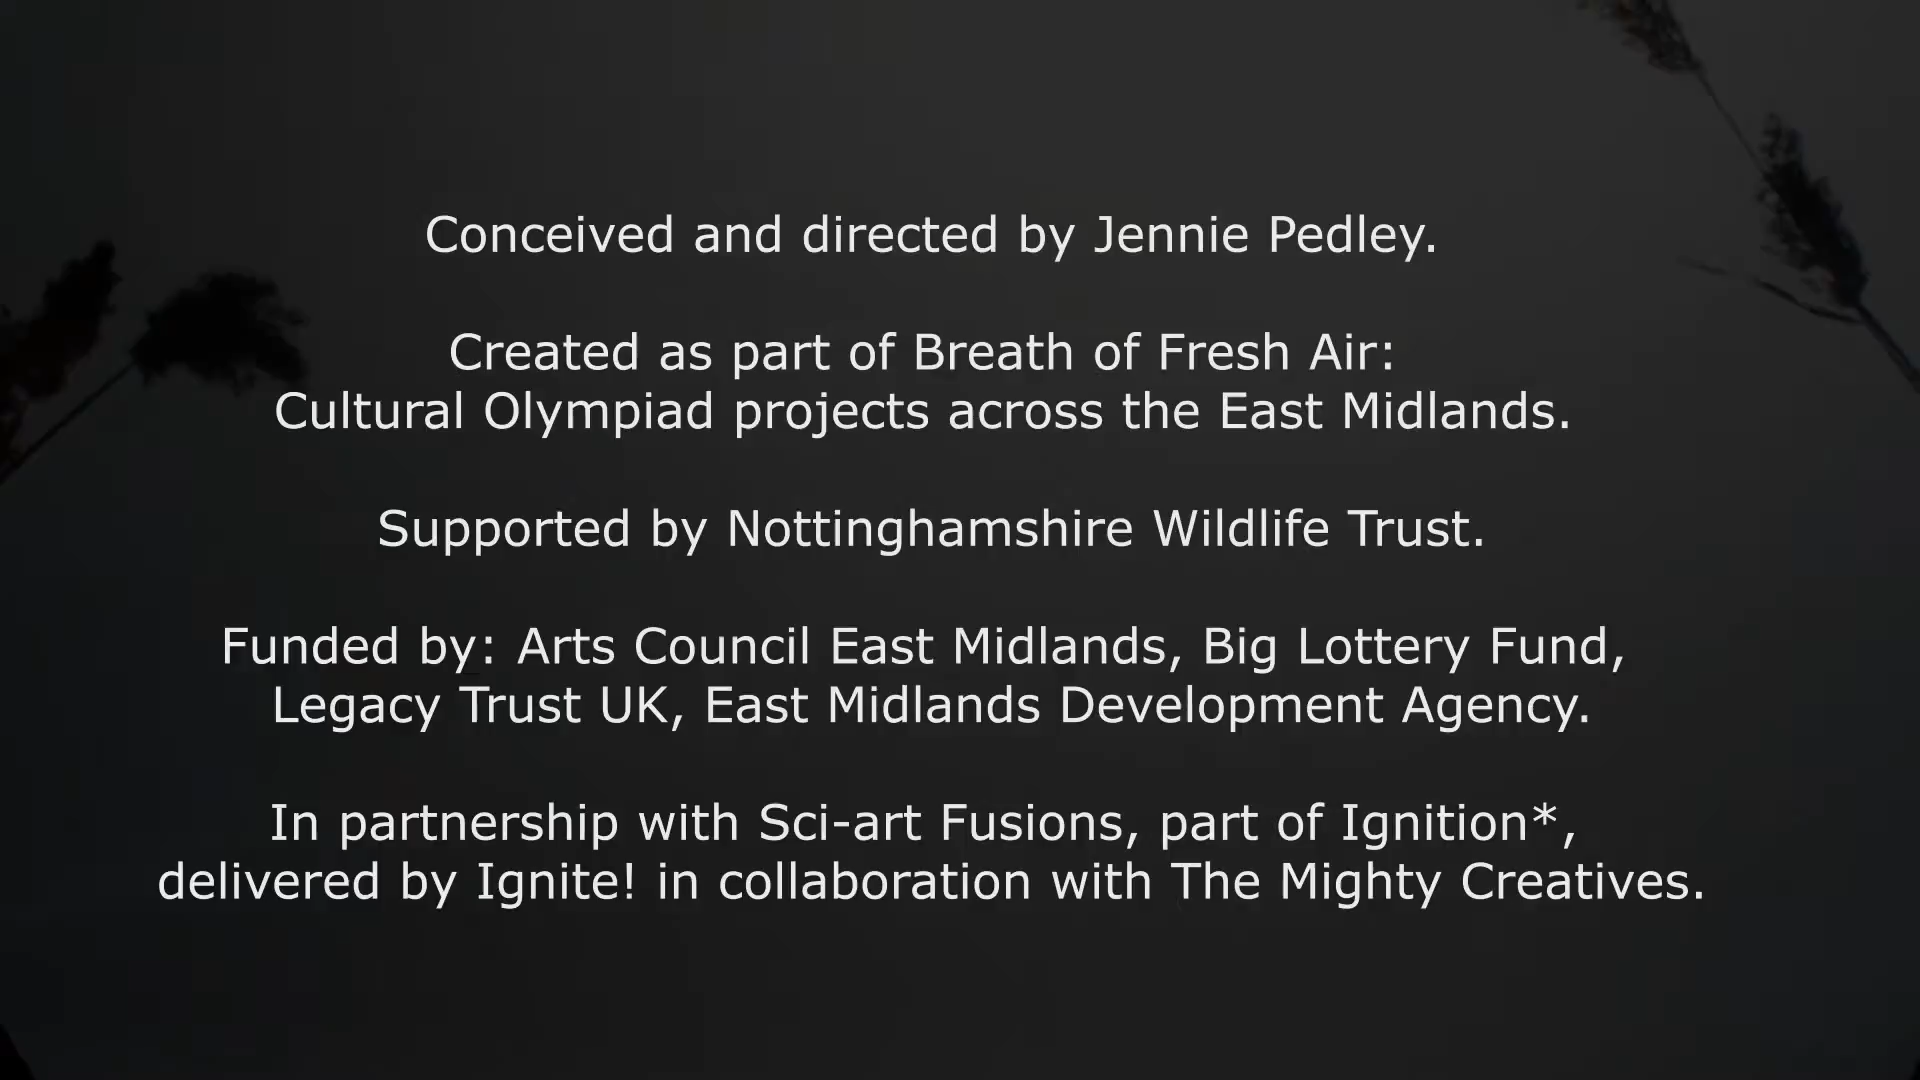 Conceived and directed by Jennie Pedley.
Created as part of Breath of Fresh Air:
Cultural Olympiad projects across the East Midlands.
Supported by Nottinghamshire Wildlife Trust.
Funded by: Arts Council East Midlands, Big Lottery Fund,
Legacy Trust UK, East Midlands Development Agency.
In partnership with Sci-art Fusions, part of Ignition*,
delivered by Ignite! in collaboration with The Mighty Creatives.